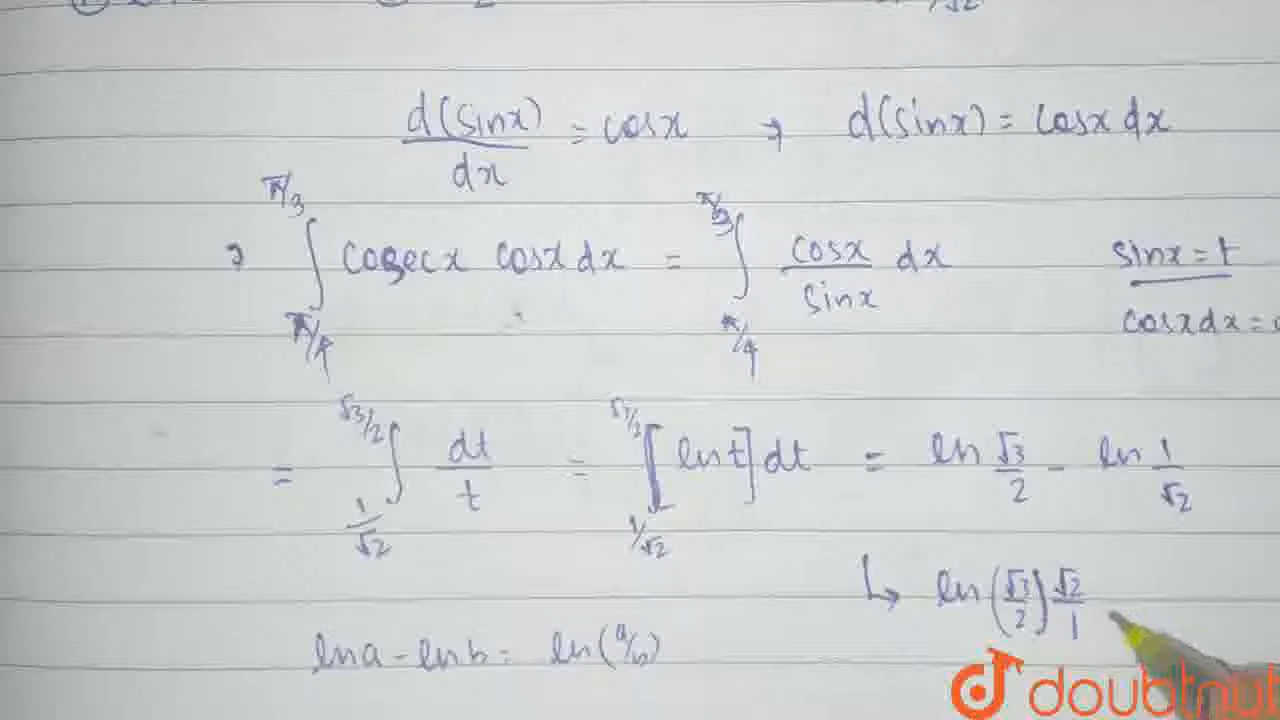 √2
d(sinx)/dx = cosx ⇒ d(sinx) = cosx dx
⇒ ∫_{π/4}^{π/3} cosecx cosx dx = ∫_{π/4}^{π/3} cosx/sinx dx sinx = t
cosxdx =
= ∫_{1/√2}^{√3/2} dt/t = [ln t]_{1/√2}^{√3/2} dt = ln √3/2 - ln 1/√2
↳ ln (√3/2) √2/1
lna - lnb = ln(a/b)
doubtnut